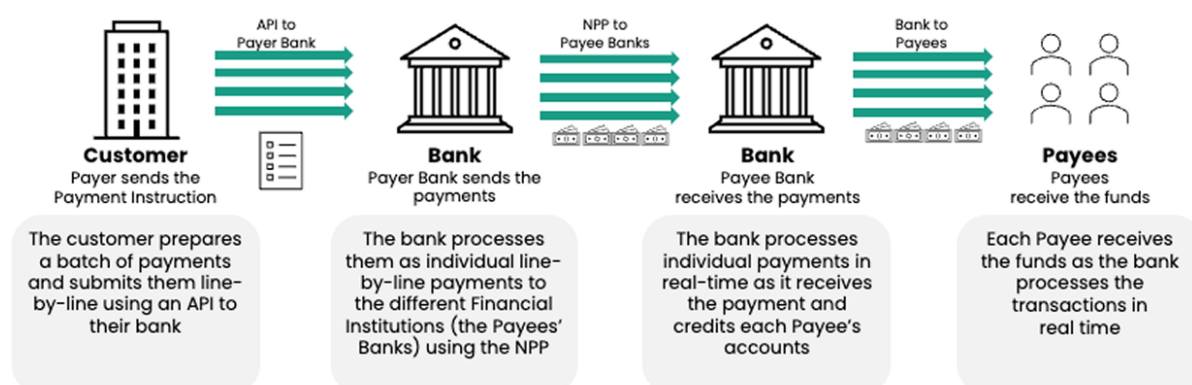 API to
Payer Bank
NPP to
Payee Banks
Bank to
Payees
Customer
Payer sends the
Payment Instruction
Bank
Payer Bank sends the
payments
Bank
Payee Bank
receives the payments
Payees
Payees
receive the funds
The customer prepares
a batch of payments
and submits them line-
by-line using an API to
their bank
The bank processes
them as individual line-
by-line payments to
the different Financial
Institutions (the Payees’
Banks) using the NPP
The bank processes
individual payments in
real-time as it receives
the payment and
credits each Payee’s
accounts
Each Payee receives
the funds as the bank
processes the
transactions in
real time